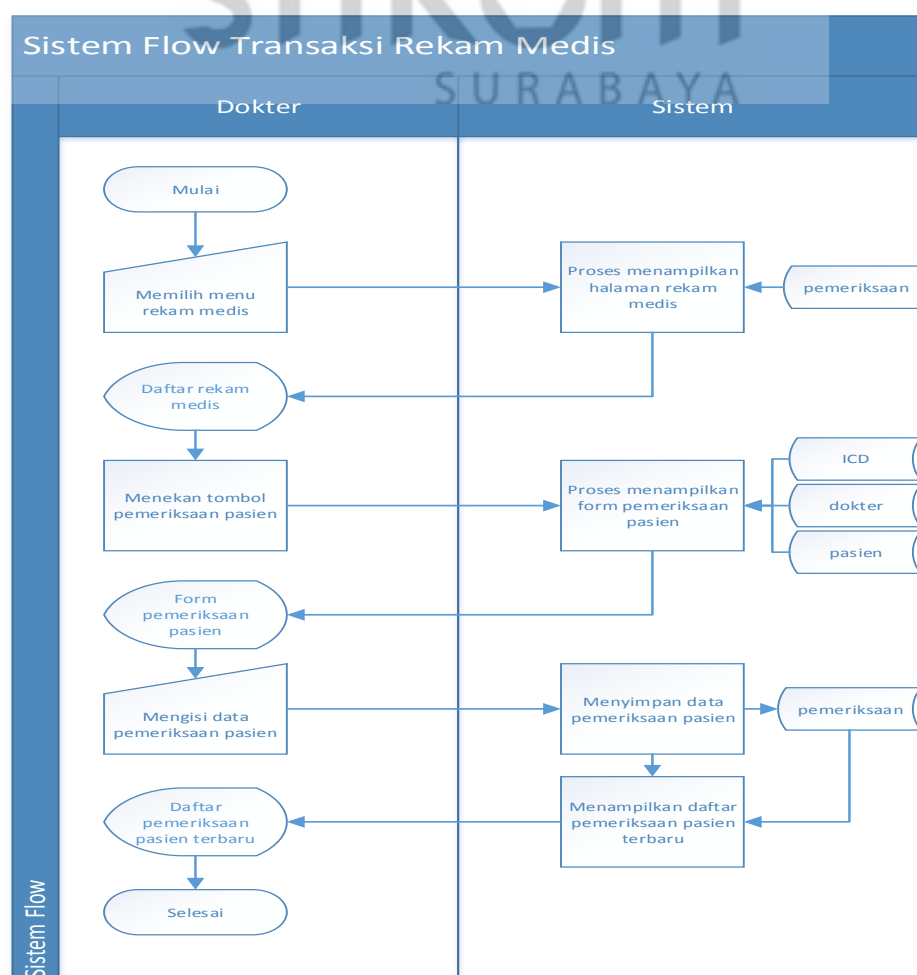 Sistem Flow Transaksi Rekam Medis
SURABAYA
Dokter
Sistem
Mulai
Memilih menu
rekam medis
Proses menampilkan
halaman rekam
medis
pemeriksaan
Daftar rekam
medis
Menekan tombol
pemeriksaan pasien
Proses menampilkan
form pemeriksaan
pasien
ICD
dokter
pasien
Form
pemeriksaan
pasien
Mengisi data
pemeriksaan pasien
Menyimpan data
pemeriksaan pasien
pemeriksaan
Daftar
pemeriksaan
pasien terbaru
Menampilkan daftar
pemeriksaan pasien
terbaru
Selesai
Sistem Flow